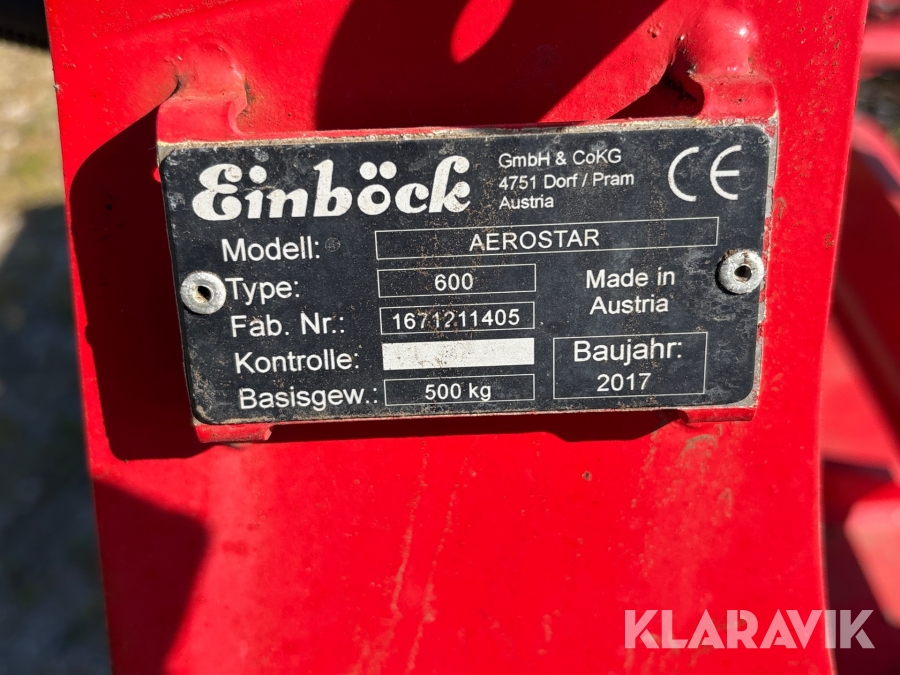 Einböck
GmbH & CoKG
4751 Dorf / Pram
Austria
CE
Modell: AEROSTAR
Type: 600
Made in
Austria
Fab. Nr.: 1671211405
Kontrolle:
Baujahr:
2017
Basisgew.: 500 kg
KLARAVIK